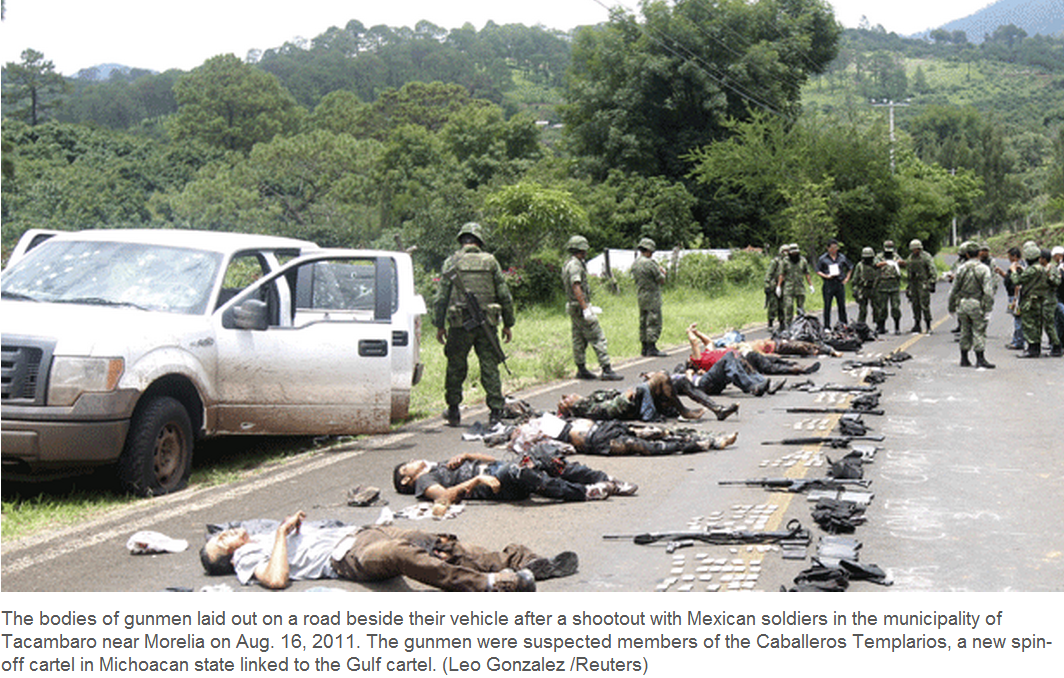 The bodies of gunmen laid out on a road beside their vehicle after a shootout with Mexican soldiers in the municipality of
Tacambaro near Morelia on Aug. 16, 2011. The gunmen were suspected members of the Caballeros Templarios, a new spin-
off cartel in Michoacan state linked to the Gulf cartel. (Leo Gonzalez /Reuters)